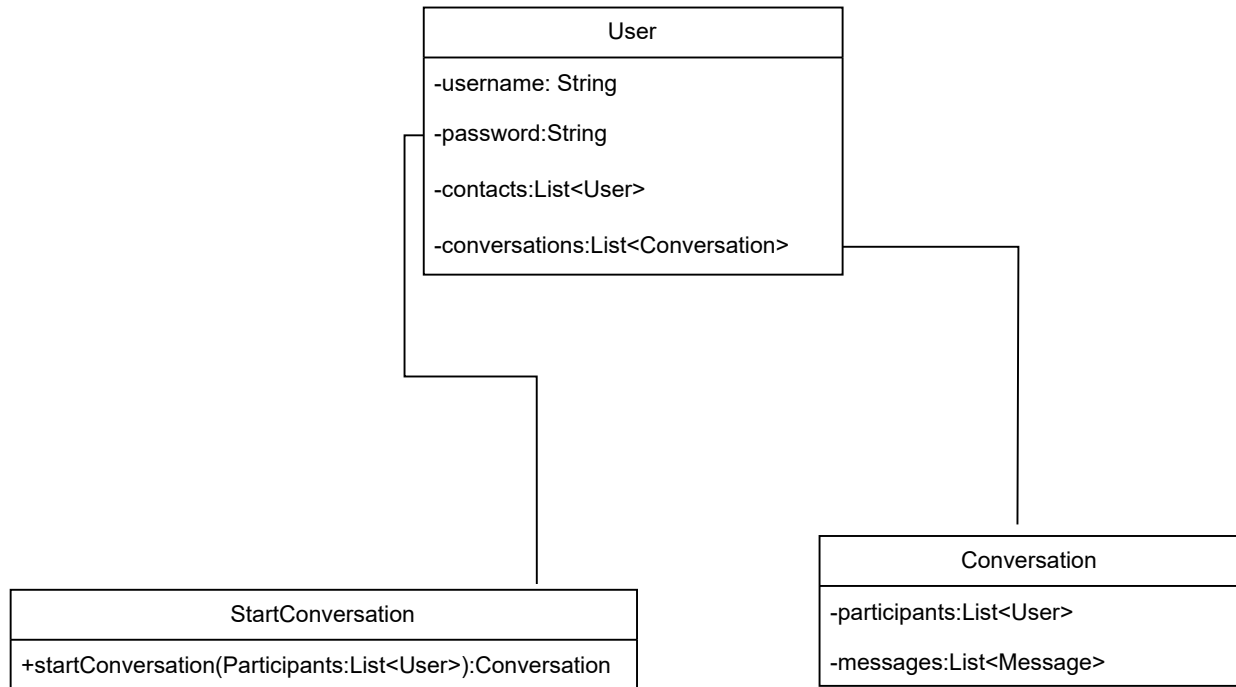 User
-username: String
-password:String
-contacts:List<User>
-conversations:List<Conversation>
Conversation
-participants:List<User>
-messages:List<Message>
StartConversation
+startConversation(Participants:List<User>):Conversation